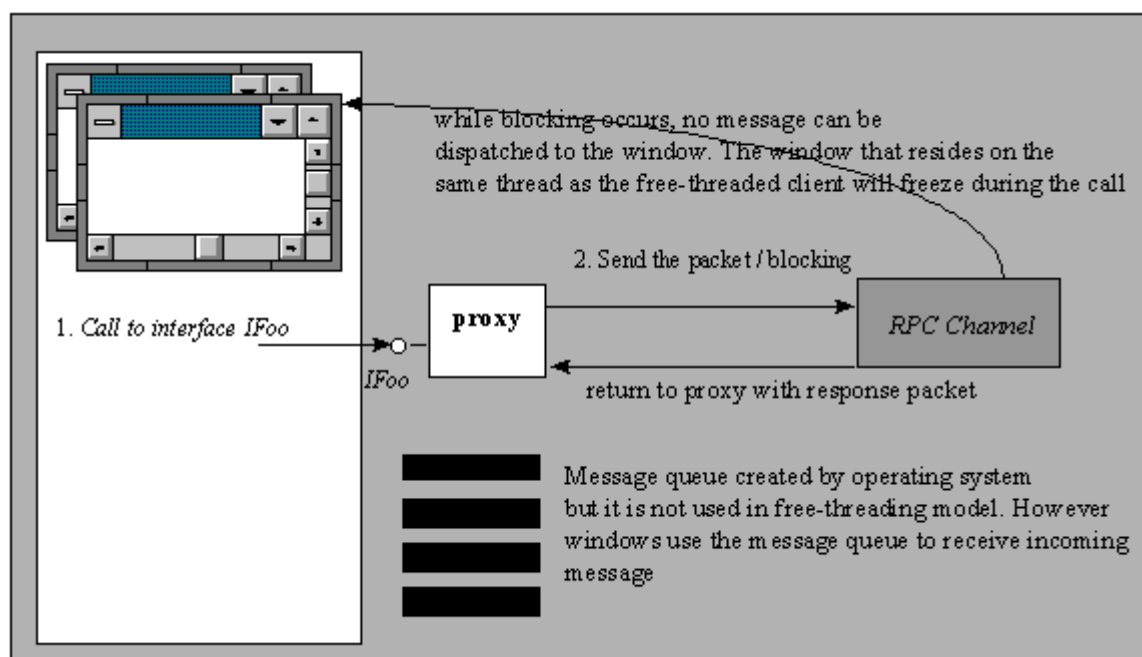 while blocking occurs, no message can be
dispatched to the window. The window that resides on the
same thread as the free-threaded client will freeze during the call
2. Send the packet / blocking
1. Call to interface IFoo
proxy
RPC Channel
IFoo
return to proxy with response packet
Message queue created by operating system
but it is not used in free-threading model. However
windows use the message queue to receive incoming
message